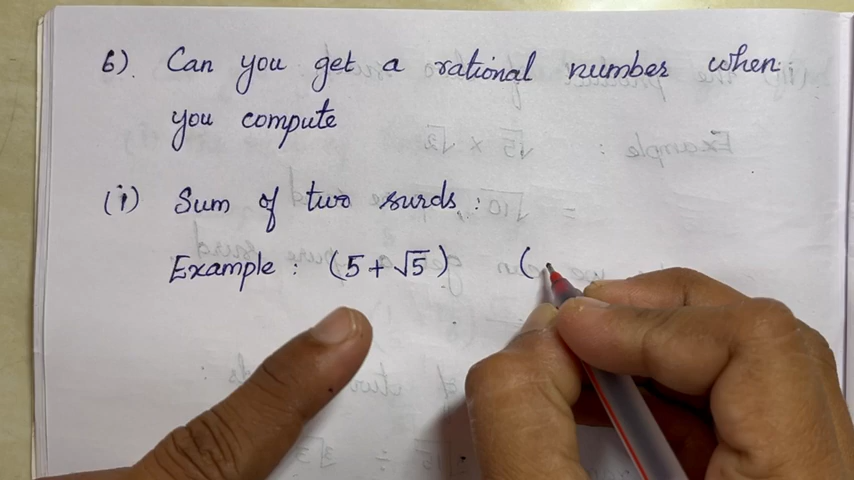 6). Can you get a rational number when
you compute
(i) Sum of two surds :
Example : (5 + √5) (